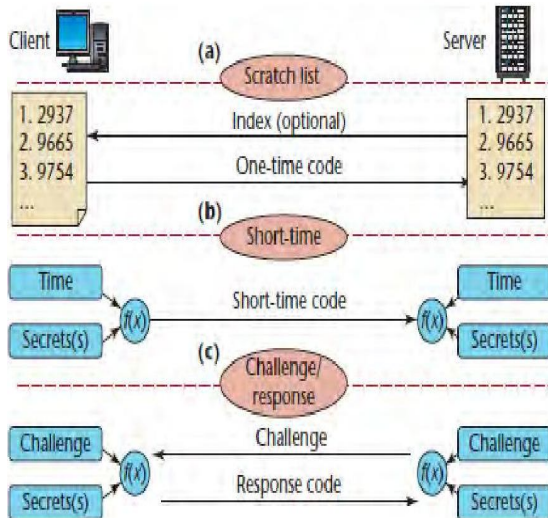 Client
Server
(a)
Scratch list
1. 2937
2. 9665
3. 9754
...
Index (optional)
One-time code
1. 2937
2. 9665
3. 9754
...
(b)
Short-time
Time
Secrets(s)
f(x)
Short-time code
f(x)
Time
Secrets(s)
(c)
Challenge/
response
Challenge
Secrets(s)
f(x)
Challenge
Response code
f(x)
Challenge
Secrets(s)